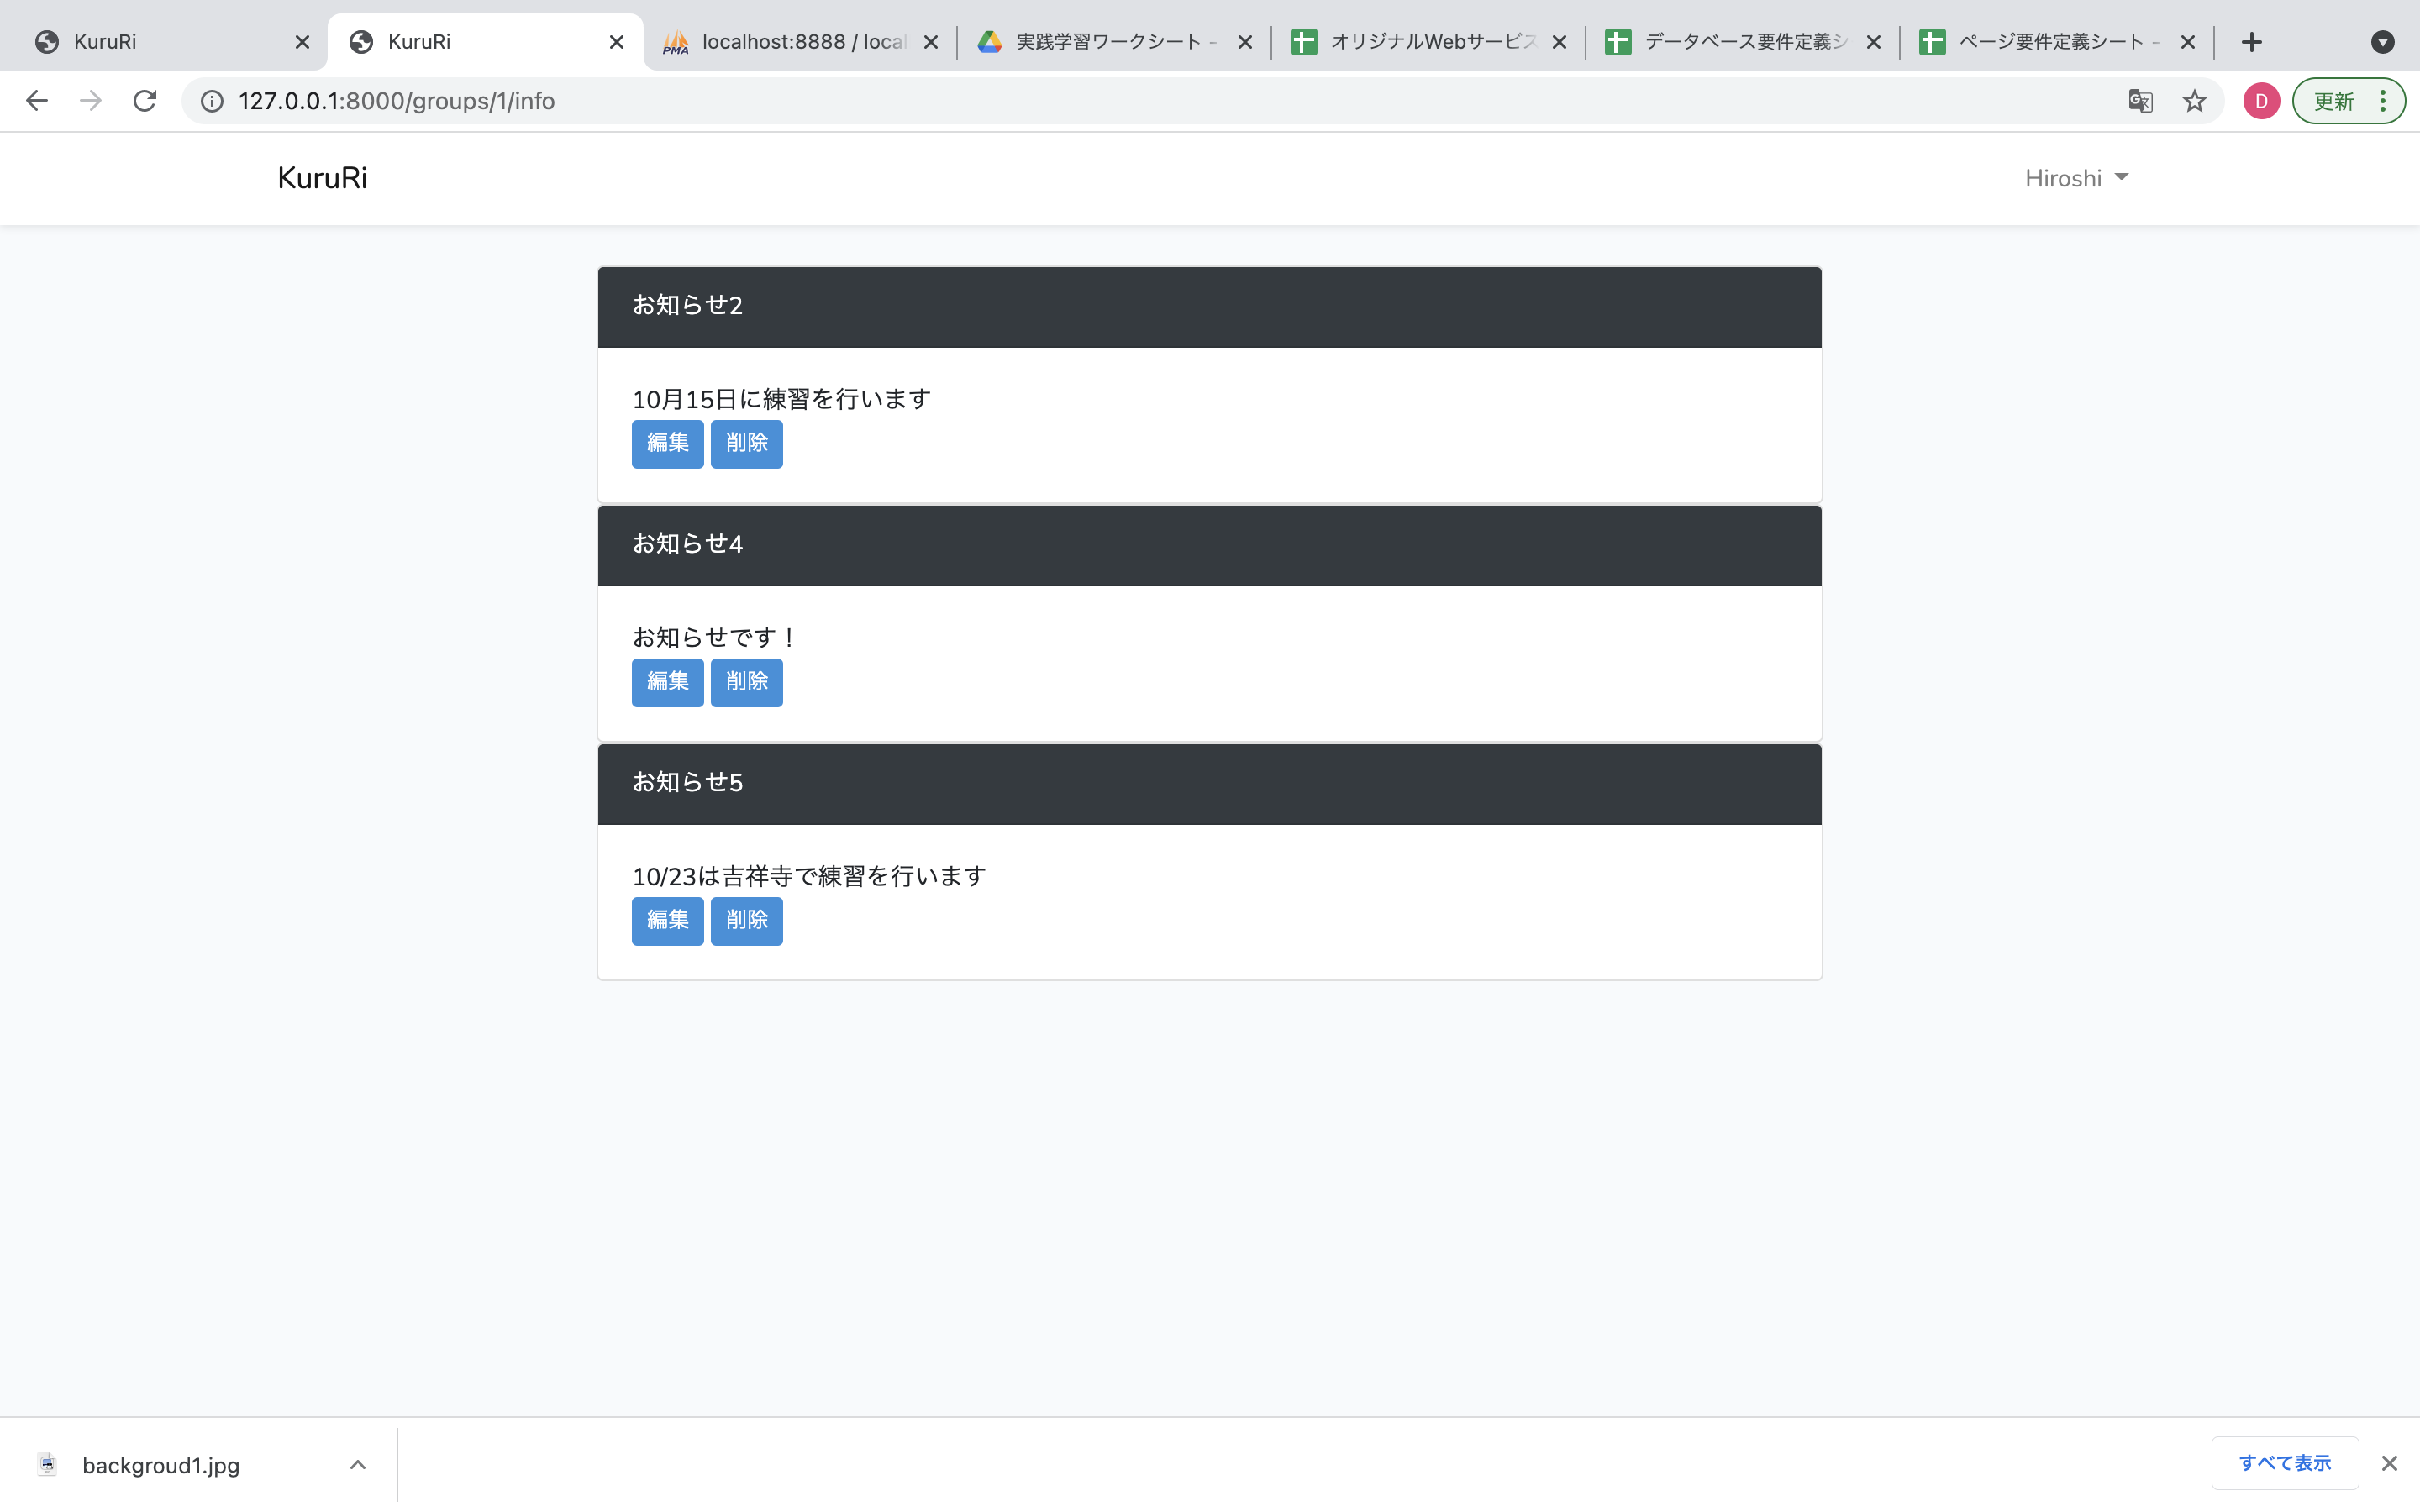 KuruRi
KuruRi
localhost:8888 / local
実践学習ワークシート -
オリジナルWebサービス
データベース要件定義シ
ページ要件定義シート -
127.0.0.1:8000/groups/1/info
D
更新
KuruRi
Hiroshi
お知らせ2
10月15日に練習を行います
編集 削除
お知らせ4
お知らせです！
編集 削除
お知らせ5
10/23は吉祥寺で練習を行います
編集 削除
backgroud1.jpg
すべて表示